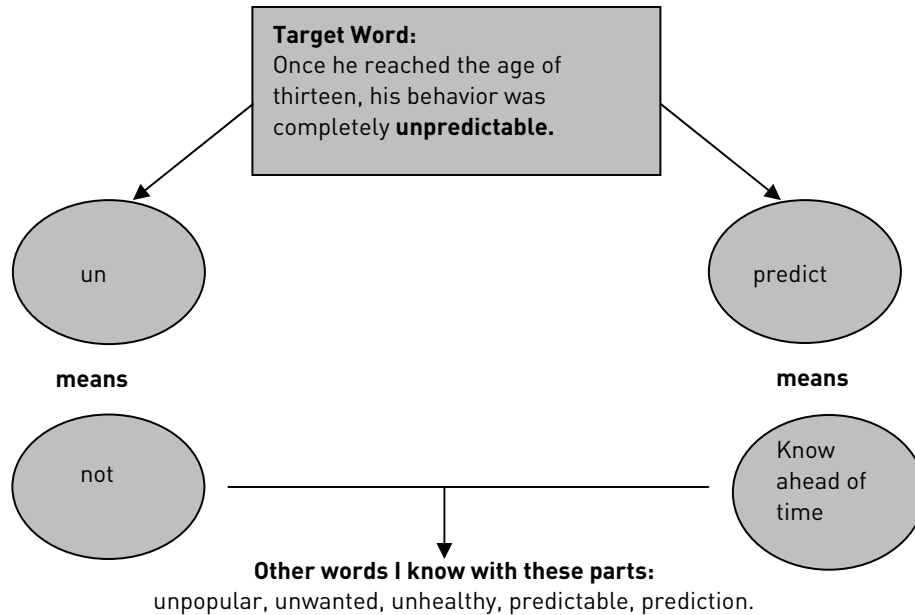 Target Word:
Once he reached the age of
thirteen, his behavior was
completely unpredictable.
un
predict
means
means
not
Know
ahead of
time
Other words I know with these parts:
unpopular, unwanted, unhealthy, predictable, prediction.